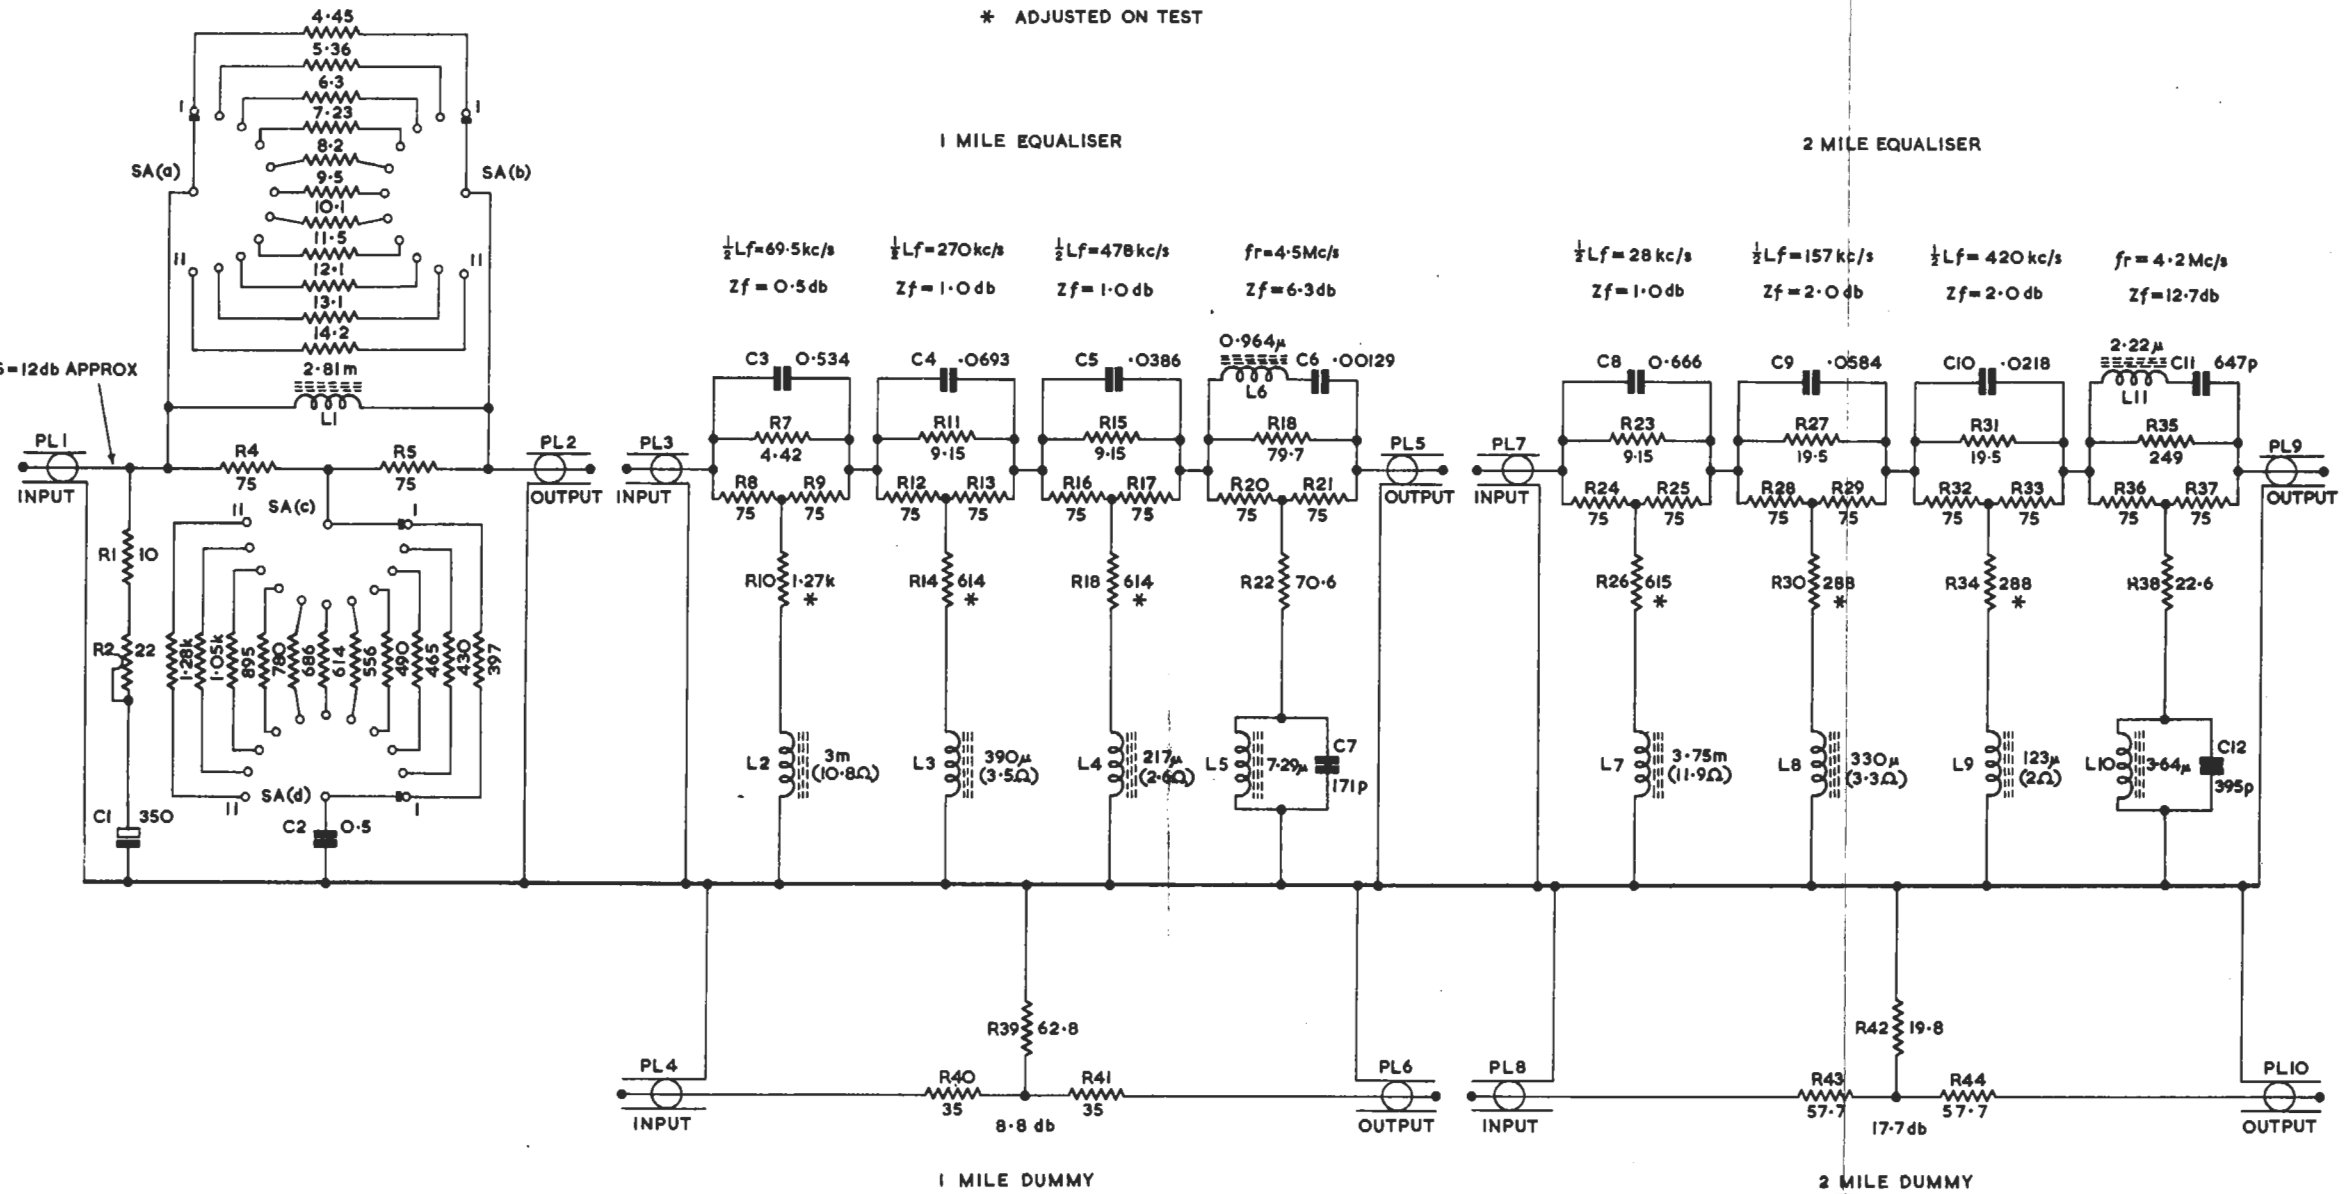 * ADJUSTED ON TEST
4·45
5·36
6·3
7·23
8·2
9·5
10·1
11·5
12·1
13·1
14·2
I
I
SA(a)
SA(b)
II
II
2·81m
L1
=12db APPROX
PL1
INPUT
R4
75
R5
75
PL2
OUTPUT
SA(c)
II
I
R1
10
R2
22
1·28k
1·05k
895
780
686
614
556
490
465
430
397
II
SA(d)
I
C1
350
C2
0·5
1 MILE EQUALISER
½Lf=69·5kc/s
Zf=0·5db
½Lf=270kc/s
Zf=1·0db
½Lf=478kc/s
Zf=1·0db
fr=4·5Mc/s
Zf=6·3db
C3
0·534
C4
·0693
C5
·0386
0·964µ
L6
C6
·00129
PL3
INPUT
R7
4·42
R8
75
R9
75
R11
9·15
R12
75
R13
75
R15
9·15
R16
75
R17
75
R18
79·7
R20
75
R21
75
PL5
OUTPUT
R10
1·27k
*
R14
614
*
R18
614
*
R22
70·6
L2
3m
(10·8Ω)
L3
390µ
(3·5Ω)
L4
217µ
(2·6Ω)
L5
7·29µ
C7
171p
2 MILE EQUALISER
½Lf=28kc/s
Zf=1·0db
½Lf=157kc/s
Zf=2·0db
½Lf=420kc/s
Zf=2·0db
fr=4·2Mc/s
Zf=12·7db
C8
0·666
C9
·0584
C10
·0218
2·22µ
L11
C11
647p
PL7
INPUT
R23
9·15
R24
75
R25
75
R27
19·5
R28
75
R29
75
R31
19·5
R32
75
R33
75
R35
249
R36
75
R37
75
PL9
OUTPUT
R26
615
*
R30
288
*
R34
288
*
R38
22·6
L7
3·75m
(11·9Ω)
L8
330µ
(3·3Ω)
L9
123µ
(2Ω)
L10
3·64µ
C12
395p
PL4
INPUT
R39
62·8
R40
35
R41
35
8·8 db
PL6
OUTPUT
1 MILE DUMMY
PL8
INPUT
R42
19·8
R43
57·7
R44
57·7
17·7db
PL10
OUTPUT
2 MILE DUMMY